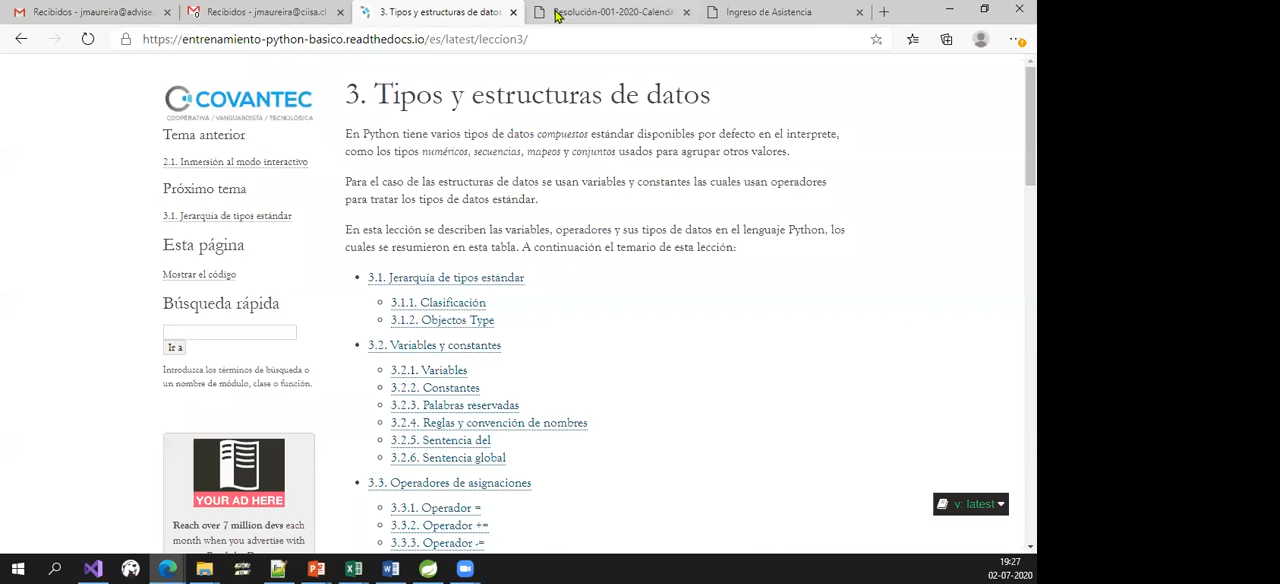 Recibidos - jmaureira@advise.
Recibidos - jmaureira@ciisa.cl
3. Tipos y estructuras de datos
Resolución-001-2020-Calenda
Ingreso de Asistencia
https://entrenamiento-python-basico.readthedocs.io/es/latest/leccion3/
COVANTEC
COOPERATIVA / VANGUARDISTA / TECNOLÓGICA
Tema anterior
2.1. Inmersión al modo interactivo
Próximo tema
3.1. Jerarquía de tipos estándar
Esta página
Mostrar el código
Búsqueda rápida
Ir a
Introduzca los términos de búsqueda o
un nombre de módulo, clase o función.
YOUR AD HERE
Reach over 7 million devs each
month when you advertise with
3. Tipos y estructuras de datos
En Python tiene varios tipos de datos compuestos estándar disponibles por defecto en el interprete,
como los tipos numéricos, secuencias, mapeos y conjuntos usados para agrupar otros valores.
Para el caso de las estructuras de datos se usan variables y constantes las cuales usan operadores
para tratar los tipos de datos estándar.
En esta lección se describen las variables, operadores y sus tipos de datos en el lenguaje Python, los
cuales se resumieron en esta tabla. A continuación el temario de esta lección:
3.1. Jerarquía de tipos estándar
3.1.1. Clasificación
3.1.2. Objectos Type
3.2. Variables y constantes
3.2.1. Variables
3.2.2. Constantes
3.2.3. Palabras reservadas
3.2.4. Reglas y convención de nombres
3.2.5. Sentencia del
3.2.6. Sentencia global
3.3. Operadores de asignaciones
3.3.1. Operador =
3.3.2. Operador +=
3.3.3. Operador -=
v: latest
19:27
02-07-2020